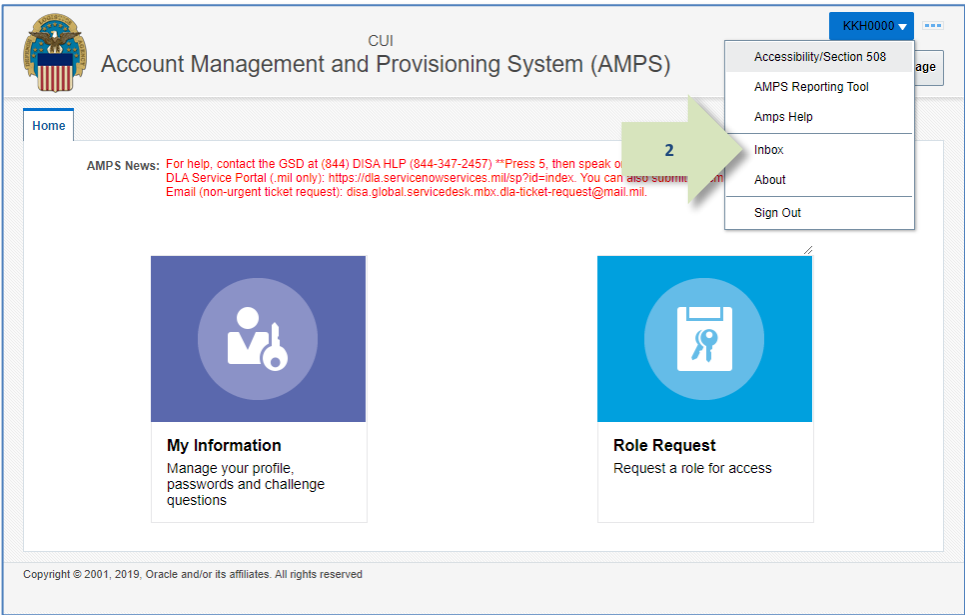 CUI
Account Management and Provisioning System (AMPS)
KKH0000
age
Accessibility/Section 508
AMPS Reporting Tool
Amps Help
Inbox
About
Sign Out
2
Home
AMPS News: For help, contact the GSD at (844) DISA HLP (844-347-2457) **Press 5, then speak o
DLA Service Portal (.mil only): https://dla.servicenowservices.mil/sp?id=index. You can also submit
Email (non-urgent ticket request): disa.global.servicedesk.mbx.dla-ticket-request@mail.mil.
My Information
Manage your profile,
passwords and challenge
questions
Role Request
Request a role for access
Copyright © 2001, 2019, Oracle and/or its affiliates. All rights reserved